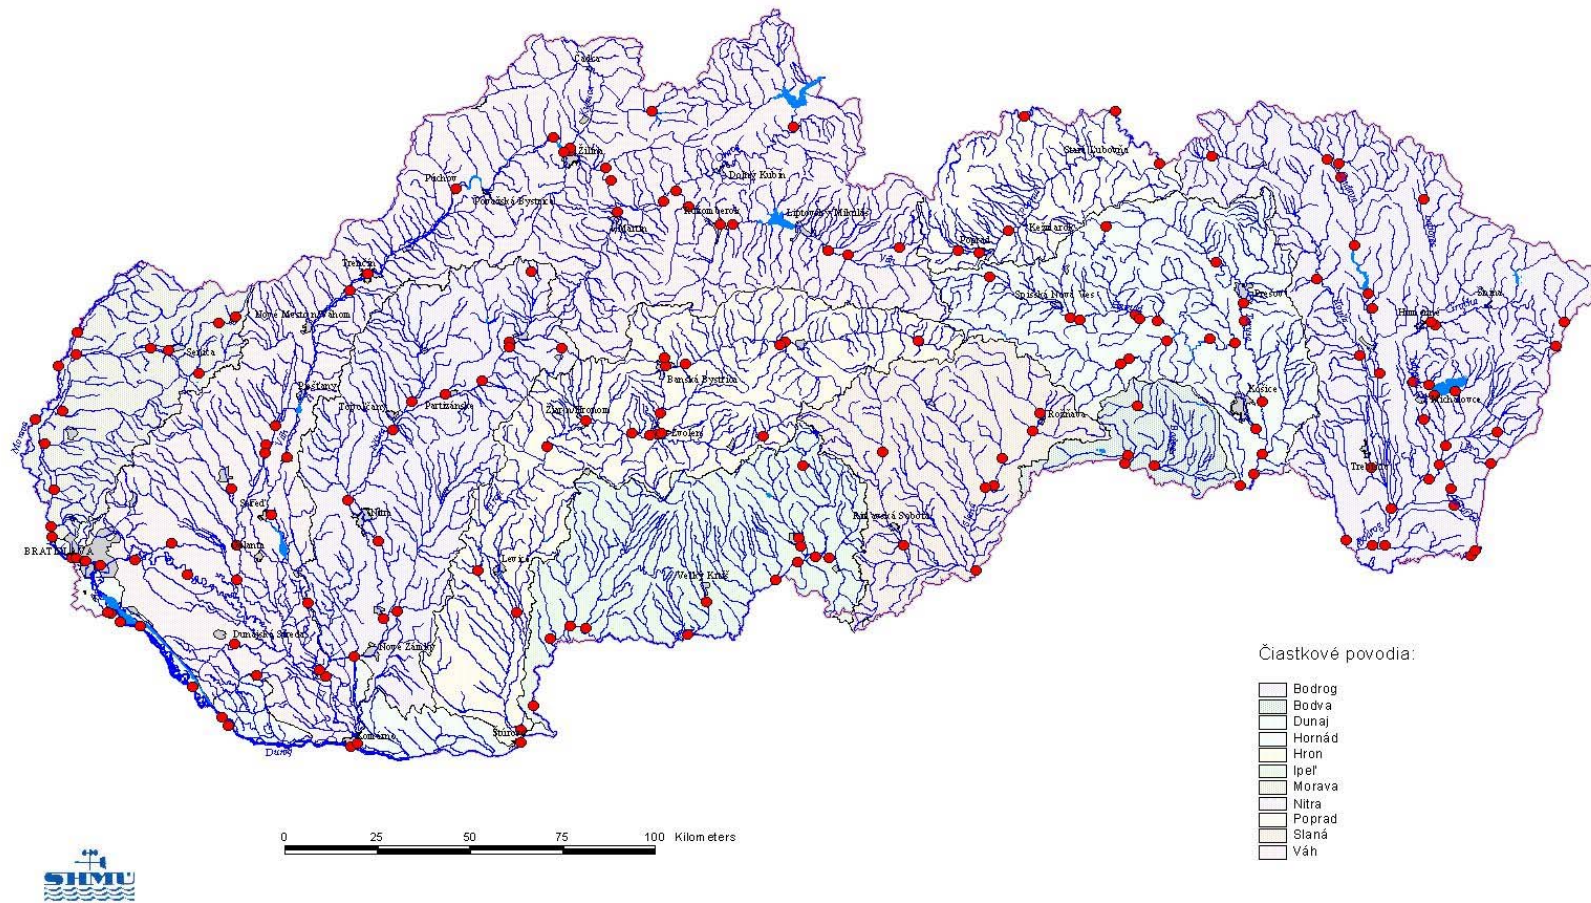 Čadca
Žilina
Púchov
Považská Bystrica
Dolný Kubín
Stará Ľubovňa
Ružomberok
Liptovský Mikuláš
Martin
Kežmarok
Poprad
Trenčín
Váh
Spišská Nová Ves
Prešov
Snina
Humenné
Nové Mesto n/Váhom
Senica
Piešťany
Banská Bystrica
Košice
Michalovce
Topoľčany
Partizánske
Žiar n/Hronom
Rožňava
Zvolen
Morava
Váh
Trebišov
Sereď
Nitra
Rimavská Sobota
BRATISLAVA
Galanta
Levice
Bodrog
Veľký Krtíš
Dunajská Streda
Nové Zámky
Komárno
Štúrovo
Dunaj
Čiastkové povodia:
Bodrog
Bodva
Dunaj
Hornád
Hron
Ipeľ
Morava
Nitra
Poprad
Slaná
Váh
0 25 50 75 100 Kilometers
SHMÚ